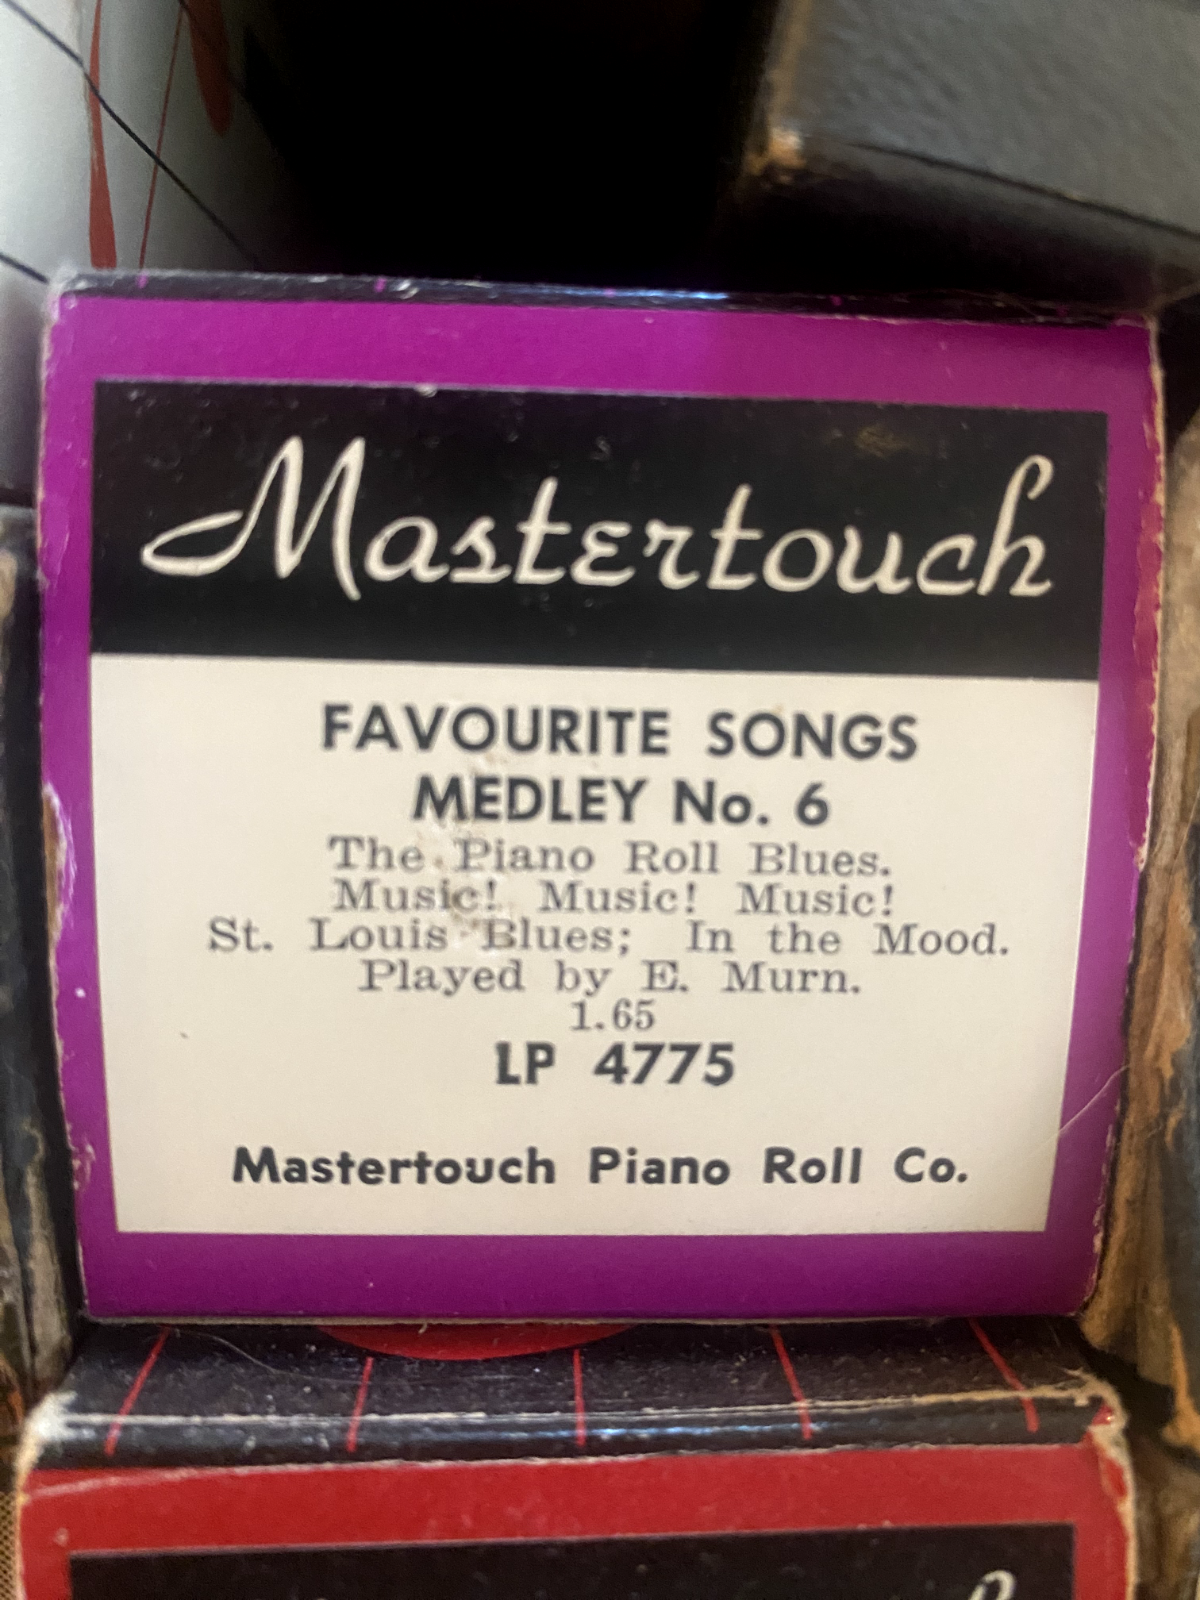 Mastertouch
FAVOURITE SONGS
MEDLEY No. 6
The Piano Roll Blues.
Music! Music! Music!
St. Louis Blues; In the Mood.
Played by E. Murn.
1.65
LP 4775
Mastertouch Piano Roll Co.